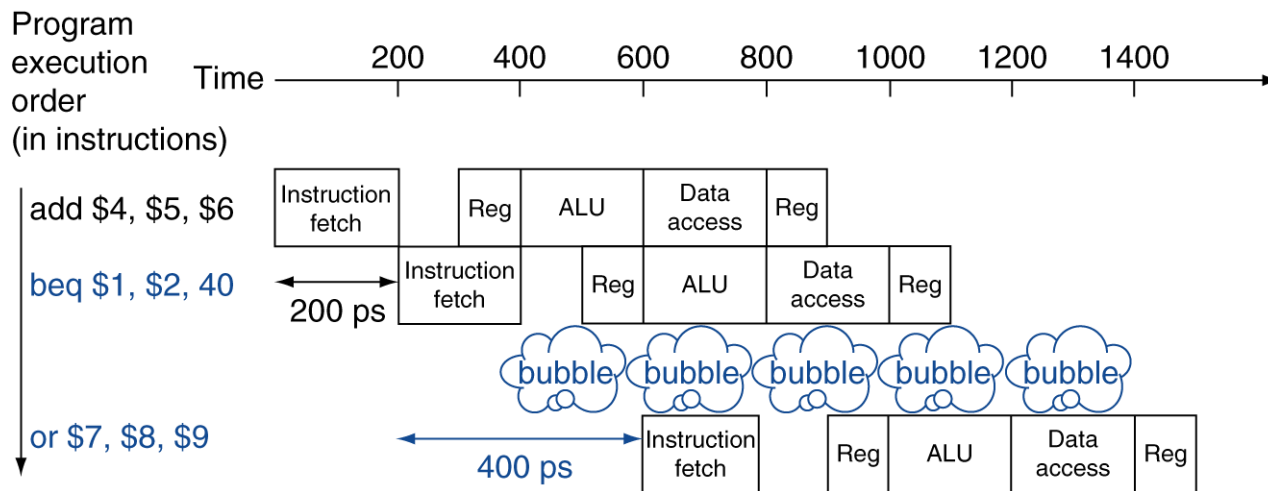 Program
execution
order
(in instructions)
Time
200 400 600 800 1000 1200 1400
add $4, $5, $6
Instruction
fetch
Reg
ALU
Data
access
Reg
beq $1, $2, 40
200 ps
Instruction
fetch
Reg
ALU
Data
access
Reg
bubble bubble bubble bubble bubble
or $7, $8, $9
400 ps
Instruction
fetch
Reg
ALU
Data
access
Reg